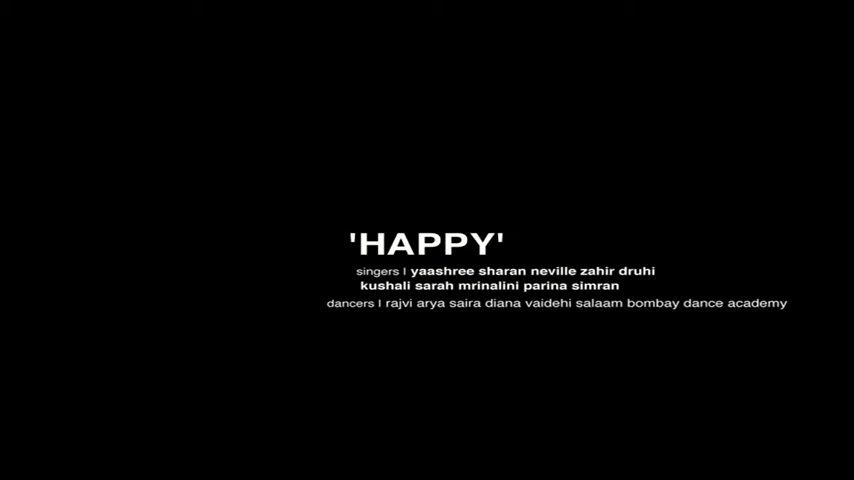 'HAPPY'
singers | yaashree sharan neville zahir druhi
kushali sarah mrinalini parina simran
dancers | rajvi arya saira diana vaidehi salaam bombay dance academy